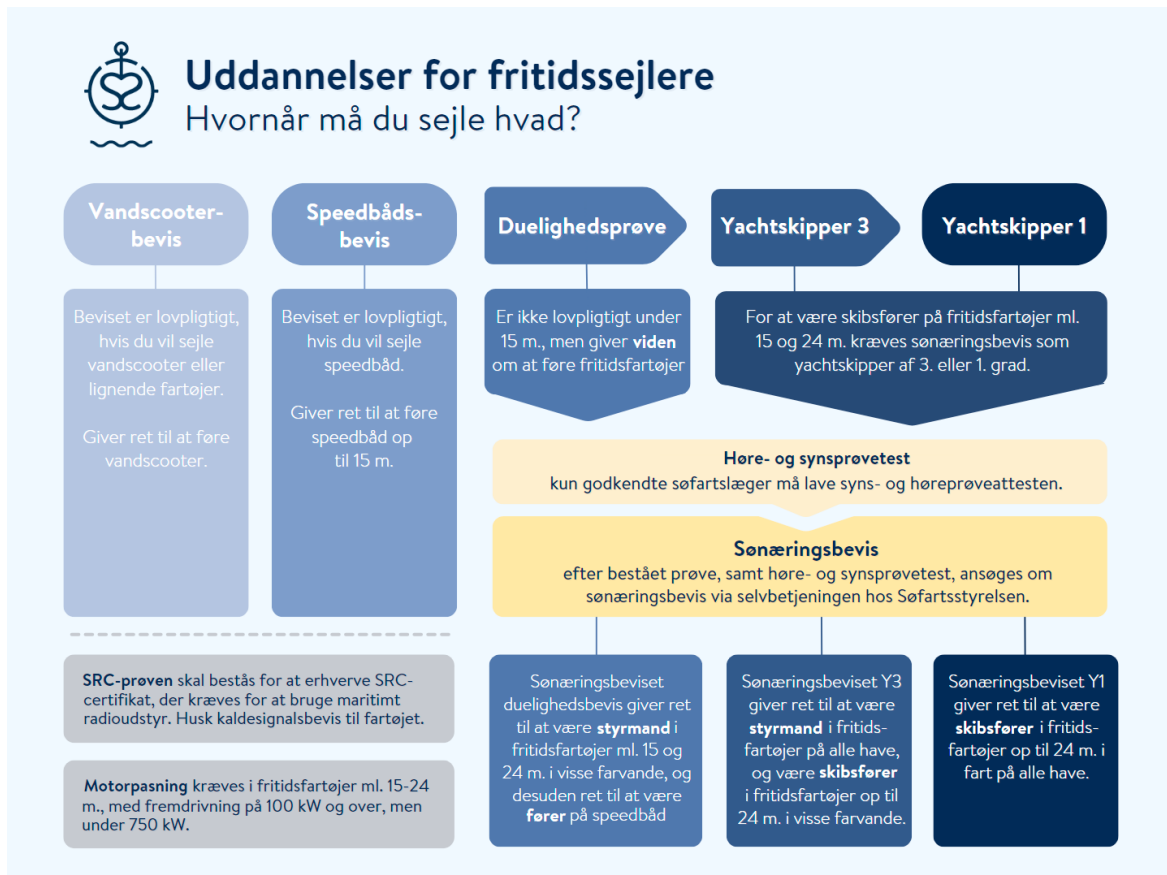 Uddannelser for fritidssejlere
Hvornår må du sejle hvad?
Vandscooter-
bevis
Beviset er lovpligtigt,
hvis du vil sejle
vandscooter eller
lignende fartøjer.
Giver ret til at føre
vandscooter.
Speedbåds-
bevis
Beviset er lovpligtigt,
hvis du vil sejle
speedbåd.
Giver ret til at føre
speedbåd op
til 15 m.
Duelighedsprøve
Er ikke lovpligtigt under
15 m., men giver viden
om at føre fritidsfartøjer
Yachtskipper 3
Yachtskipper 1
For at være skibsfører på fritidsfartøjer ml.
15 og 24 m. kræves sønæringsbevis som
yachtskipper af 3. eller 1. grad.
Høre- og synsprøvetest
kun godkendte søfartslæger må lave syns- og høreprøveattesten.
Sønæringsbevis
efter bestået prøve, samt høre- og synsprøvetest, ansøges om
sønæringsbevis via selvbetjeningen hos Søfartsstyrelsen.
SRC-prøven skal bestås for at erhverve SRC-
certifikat, der kræves for at bruge maritimt
radioudstyr. Husk kaldesignalsbevis til fartøjet.
Motorpasning kræves i fritidsfartøjer ml. 15-24
m., med fremdrivning på 100 kW og over, men
under 750 kW.
Sønæringsbeviset
duelighedsbevis giver ret
til at være styrmand i
fritidsfartøjer ml. 15 og
24 m. i visse farvande, og
desuden ret til at være
fører på speedbåd
Sønæringsbeviset Y3
giver ret til at være
styrmand i fritids-
fartøjer på alle have,
og være skibsfører
i fritidsfartøjer op til
24 m. i visse farvande.
Sønæringsbeviset Y1
giver ret til at være
skibsfører i fritids-
fartøjer op til 24 m. i
fart på alle have.